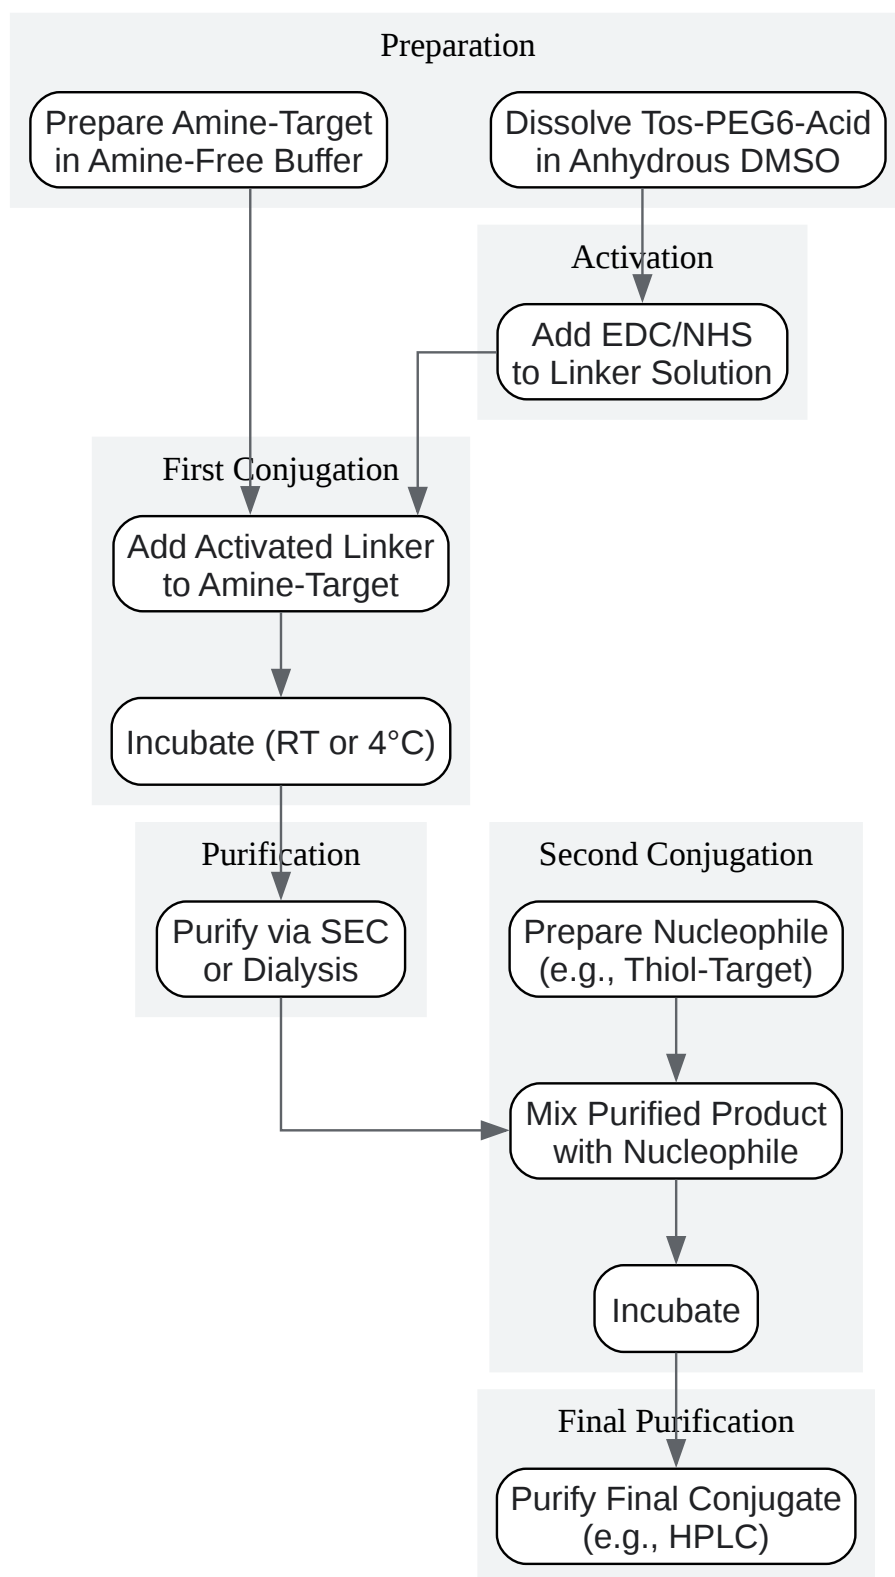 Preparation
Prepare Amine-Target
in Amine-Free Buffer
Dissolve Tos-PEG6-Acid
in Anhydrous DMSO
Activation
Add EDC/NHS
to Linker Solution
First Conjugation
Add Activated Linker
to Amine-Target
Incubate (RT or 4°C)
Purification
Purify via SEC
or Dialysis
Second Conjugation
Prepare Nucleophile
(e.g., Thiol-Target)
Mix Purified Product
with Nucleophile
Incubate
Final Purification
Purify Final Conjugate
(e.g., HPLC)